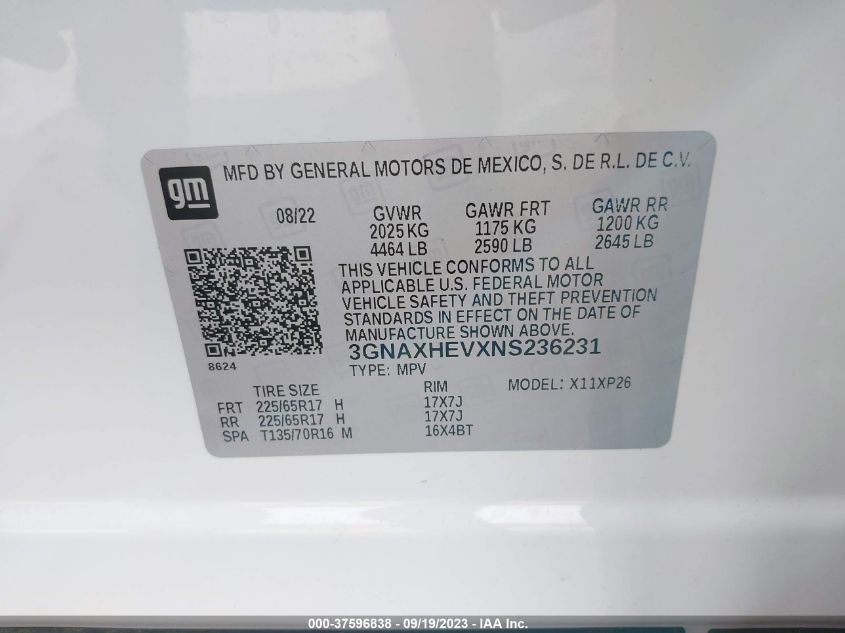 gm MFD BY GENERAL MOTORS DE MEXICO, S. DE R.L. DE C.V.
08/22 GVWR GAWR FRT GAWR RR
2025 KG 1175 KG 1200 KG
4464 LB 2590 LB 2645 LB
THIS VEHICLE CONFORMS TO ALL
APPLICABLE U.S. FEDERAL MOTOR
VEHICLE SAFETY AND THEFT PREVENTION
STANDARDS IN EFFECT ON THE DATE OF
MANUFACTURE SHOWN ABOVE.
3GNAXHEVXNS236231
8624 TYPE: MPV
TIRE SIZE RIM MODEL: X11XP26
FRT 225/65R17 H 17X7J
RR 225/65R17 H 17X7J
SPA T135/70R16 M 16X4BT
000-37596838 - 09/19/2023 - IAA Inc.